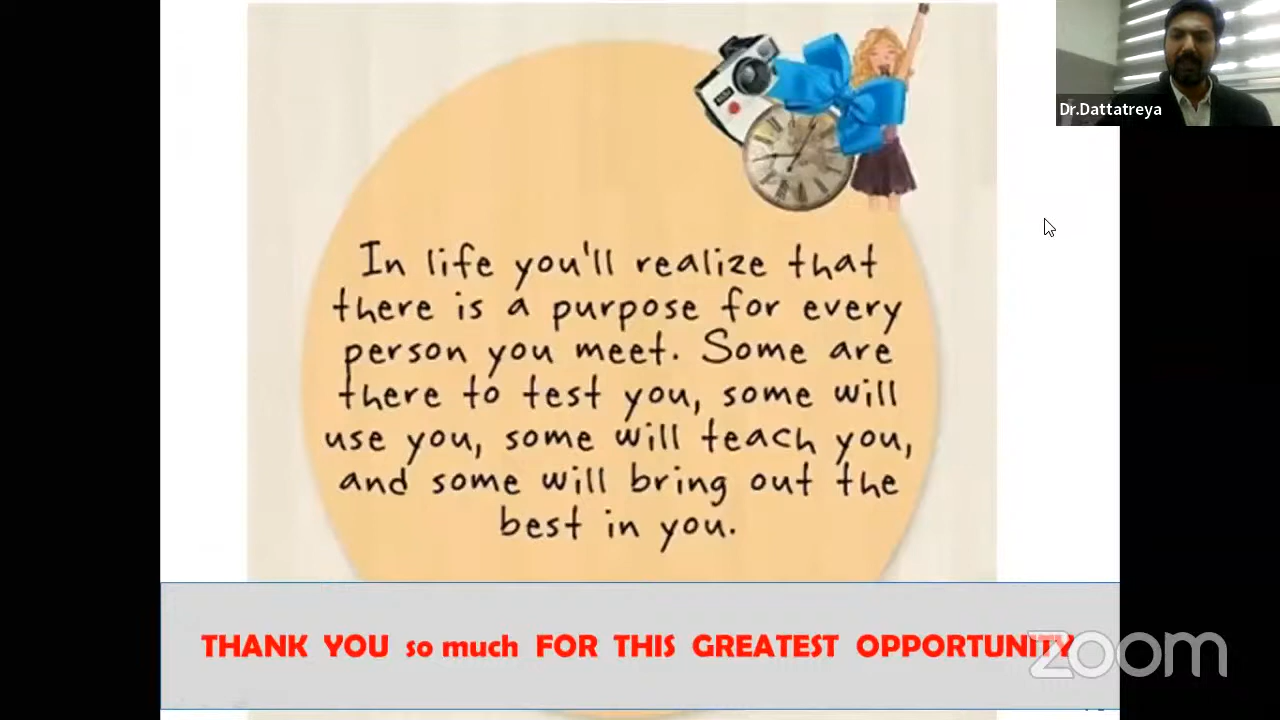 Dr.Dattatreya
In life you'll realize that
there is a purpose for every
person you meet. Some are
there to test you, some will
use you, some will teach you,
and some will bring out the
best in you.
THANK YOU so much FOR THIS GREATEST OPPORTUNITY
zoom